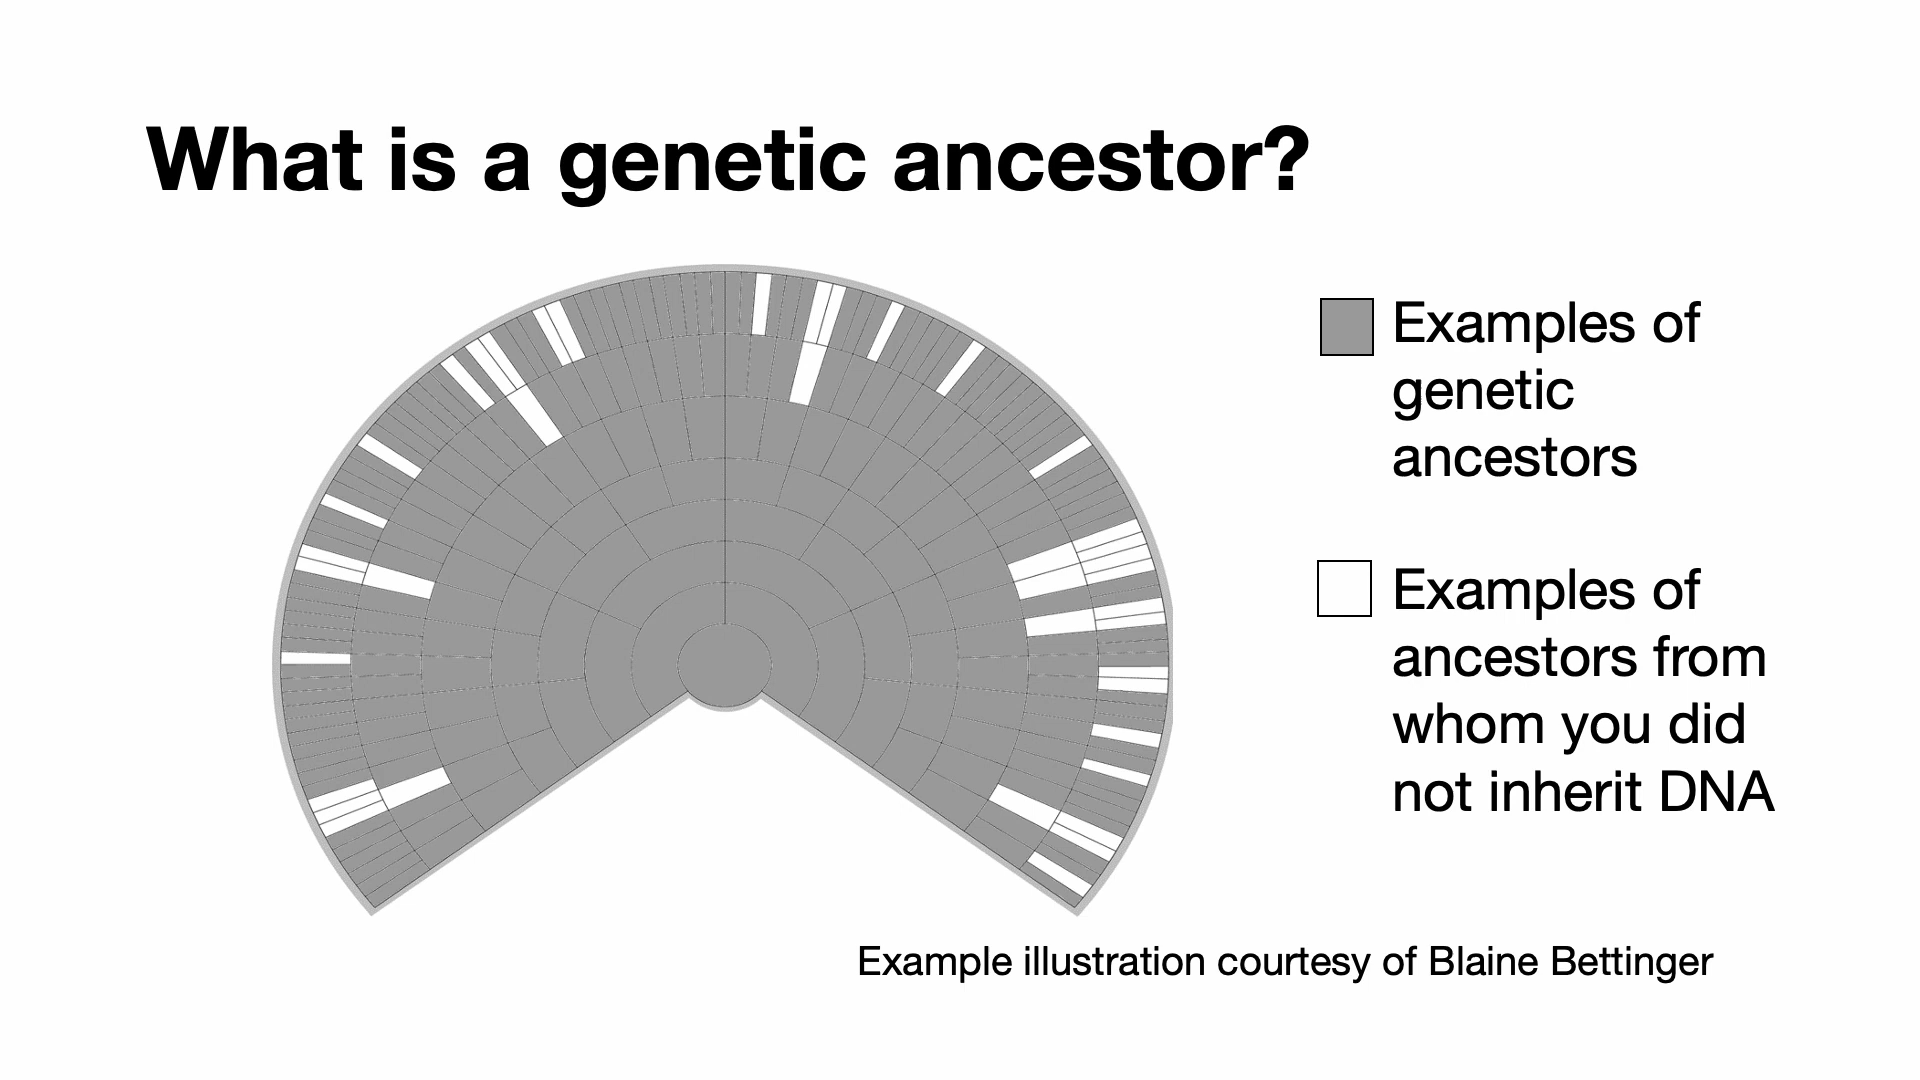 What is a genetic ancestor?
Examples of
genetic
ancestors
Examples of
ancestors from
whom you did
not inherit DNA
Example illustration courtesy of Blaine Bettinger